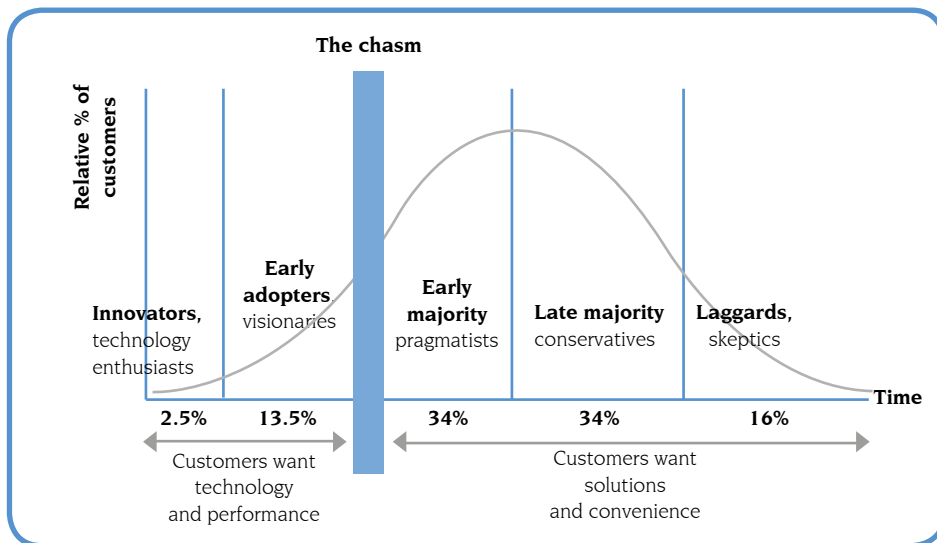 The chasm
Relative % of
customers
Innovators,
technology
enthusiasts
Early
adopters,
visionaries
Early
majority
pragmatists
Late majority
conservatives
Laggards,
skeptics
Time
2.5%
13.5%
34%
34%
16%
Customers want
technology
and performance
Customers want
solutions
and convenience